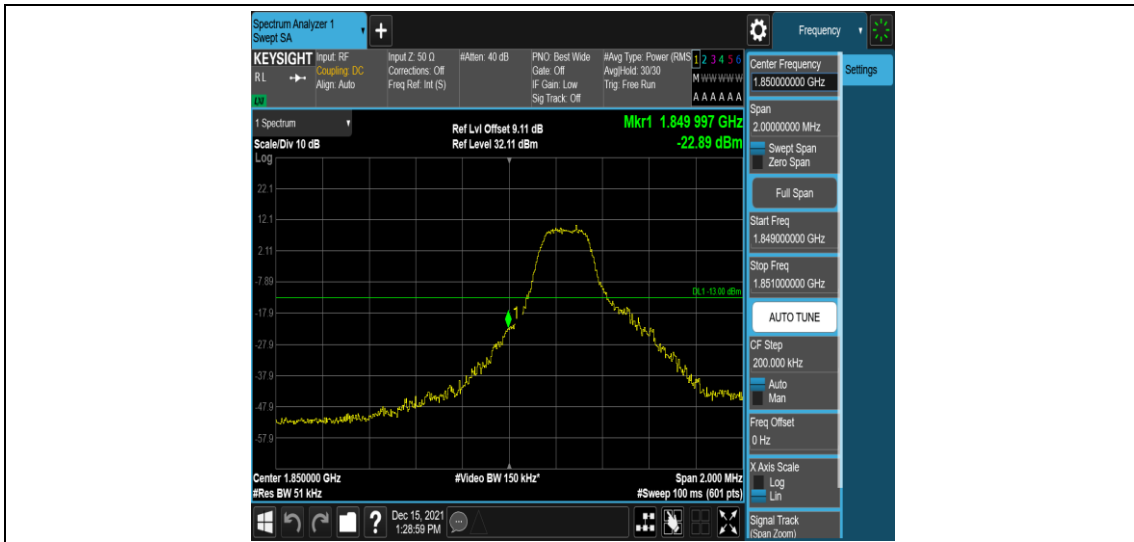 Spectrum Analyzer 1
Swept SA
+
Frequency
KEYSIGHT
RL
LXI
Input: RF
Coupling: DC
Align: Auto
Input Z: 50 Ω
Corrections: Off
Freq Ref: Int (S)
#Atten: 40 dB
PNO: Best Wide
Gate: Off
IF Gain: Low
Sig Track: Off
#Avg Type: Power (RMS
Avg|Hold: 30/30
Trig: Free Run
1 2 3 4 5 6
M W W W W W
A A A A A A
Center Frequency
1.850000000 GHz
Settings
Span
2.00000000 MHz
Swept Span
Zero Span
Full Span
Start Freq
1.849000000 GHz
Stop Freq
1.851000000 GHz
AUTO TUNE
CF Step
200.000 kHz
Auto
Man
Freq Offset
0 Hz
X Axis Scale
Log
Lin
Signal Track
(Span Zoom)
1 Spectrum
Scale/Div 10 dB
Log
Ref Lvl Offset 9.11 dB
Ref Level 32.11 dBm
Mkr1 1.849 997 GHz
-22.89 dBm
22.1
12.1
2.11
-7.89
-17.9
-27.9
-37.9
-47.9
-57.9
DL1 -13.00 dBm
1
Center 1.850000 GHz
#Res BW 51 kHz
#Video BW 150 kHz*
Span 2.000 MHz
#Sweep 100 ms (601 pts)
?
Dec 15, 2021
1:28:59 PM